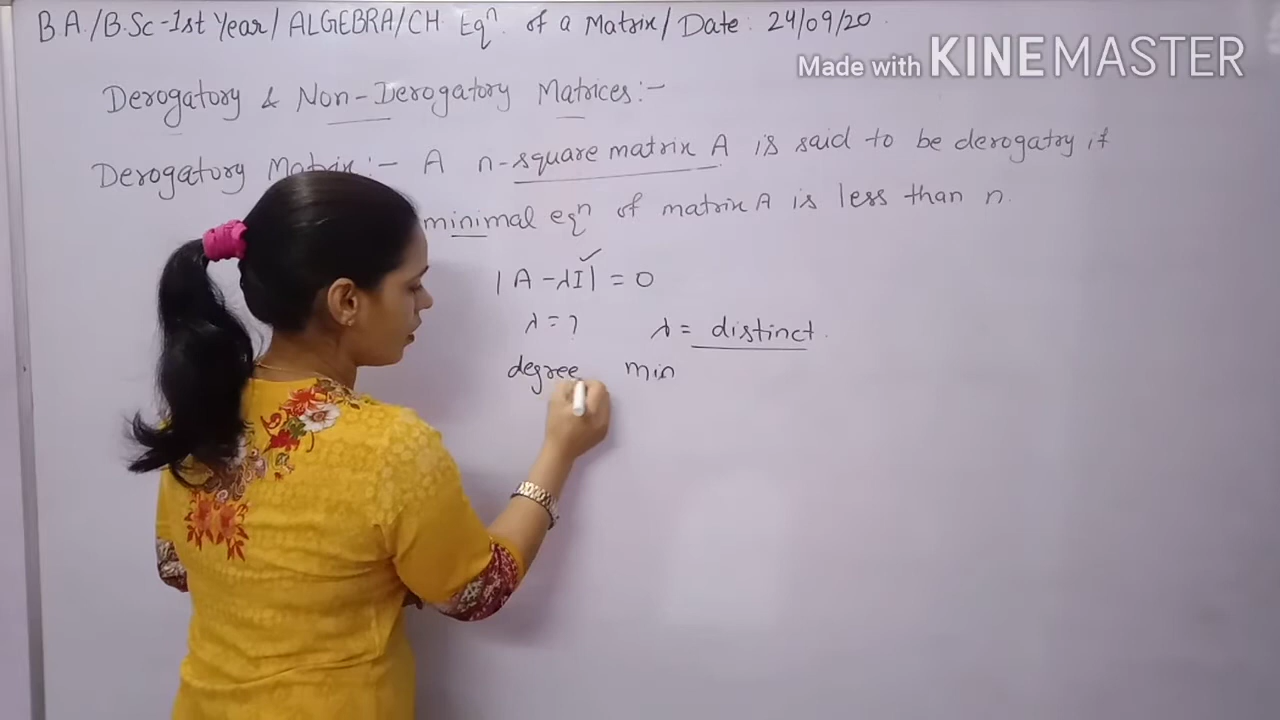 B A./B.Sc-1st Year/ ALGEBRA/CH Eqⁿ. of a Matrix/ Date: 24/09/20.
Made with KINEMASTER
Derogatory & Non-Derogatory Matrices:-
Derogatory Matrix:- A n-square matrix A is said to be derogatry if
minimal eqⁿ of matrix A is less than n.
|A-λI| = 0
λ = ?
λ = distinct.
degree min